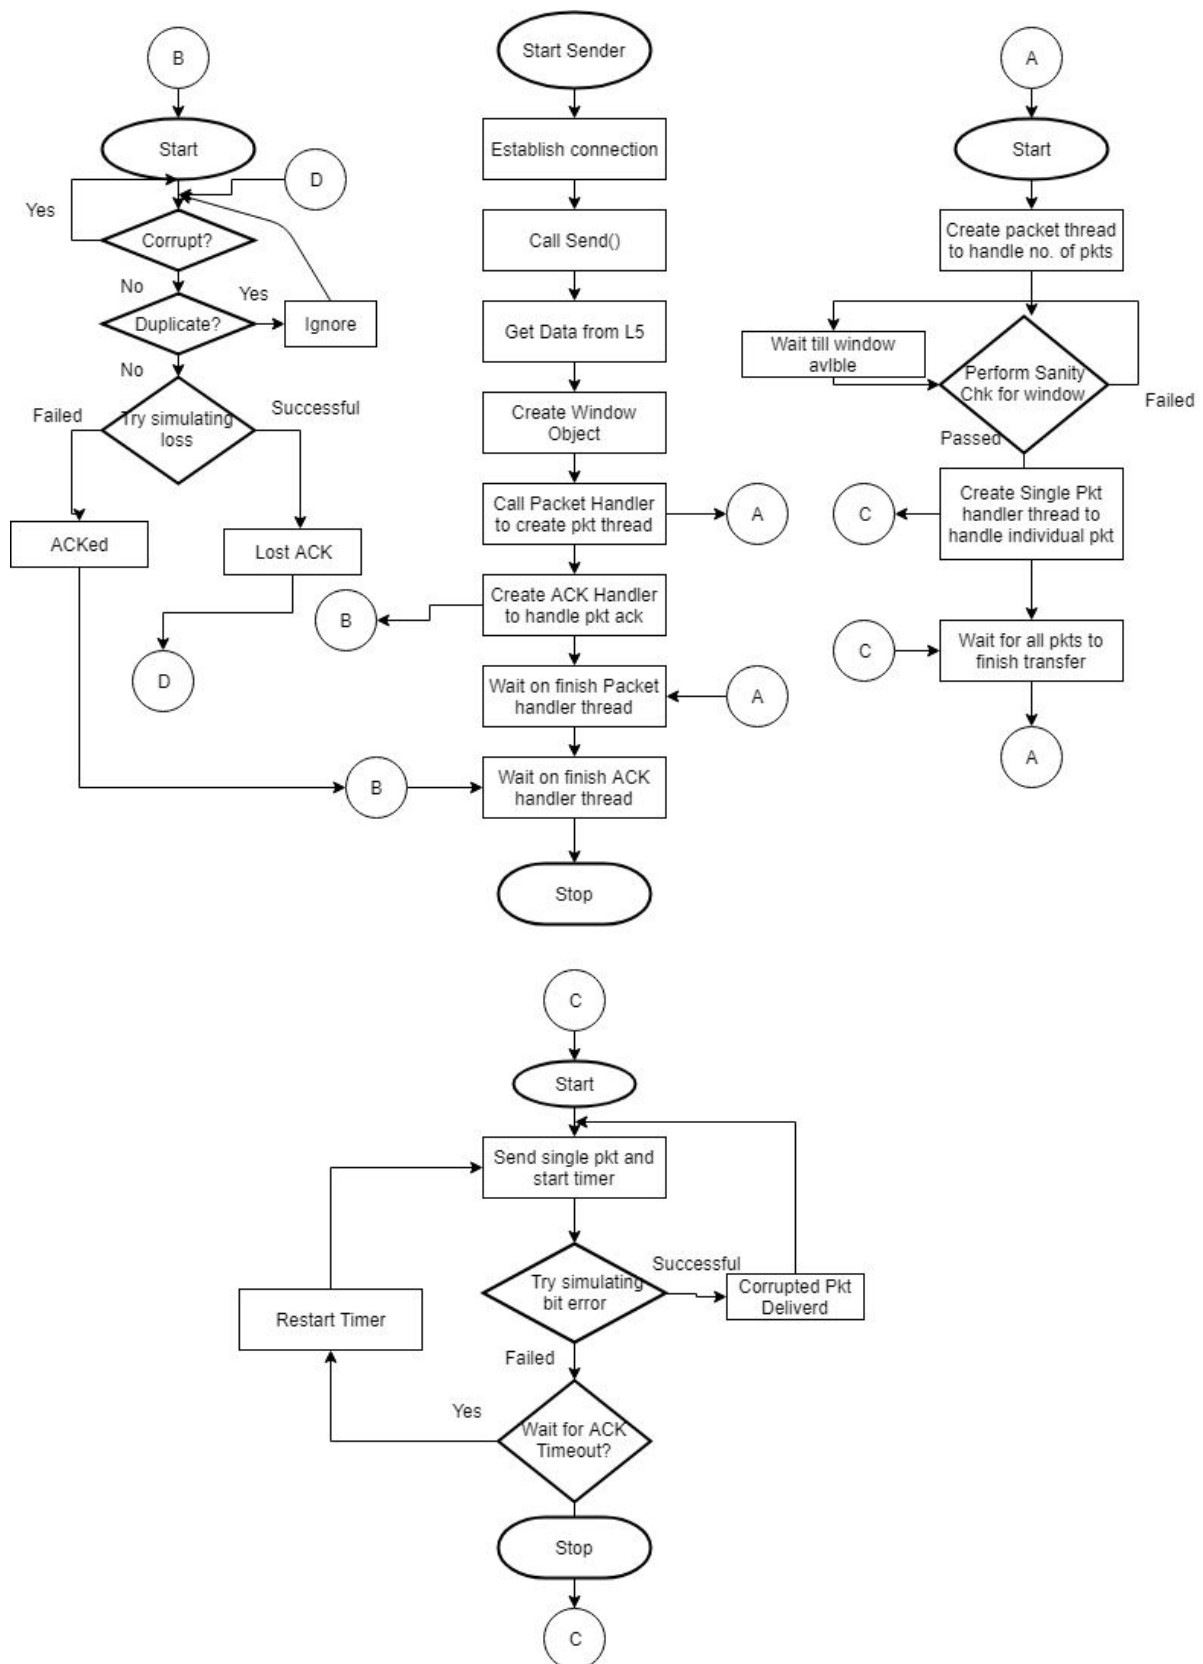 B
Start
D
Yes
Corrupt?
No
Yes
Duplicate?
Ignore
No
Failed
Successful
Try simulating
loss
ACKed
Lost ACK
D
B
B
Start Sender
Establish connection
Call Send()
Get Data from L5
Create Window
Object
Call Packet Handler
to create pkt thread
A
Create ACK Handler
to handle pkt ack
Wait on finish Packet
handler thread
A
Wait on finish ACK
handler thread
Stop
A
Start
Create packet thread
to handle no. of pkts
Wait till window
avlble
Perform Sanity
Chk for window
Failed
Passed
Create Single Pkt
handler thread to
handle individual pkt
C
C
Wait for all pkts to
finish transfer
A
C
Start
Send single pkt and
start timer
Successful
Try simulating
bit error
Corrupted Pkt
Deliverd
Restart Timer
Failed
Yes
Wait for ACK
Timeout?
Stop
C